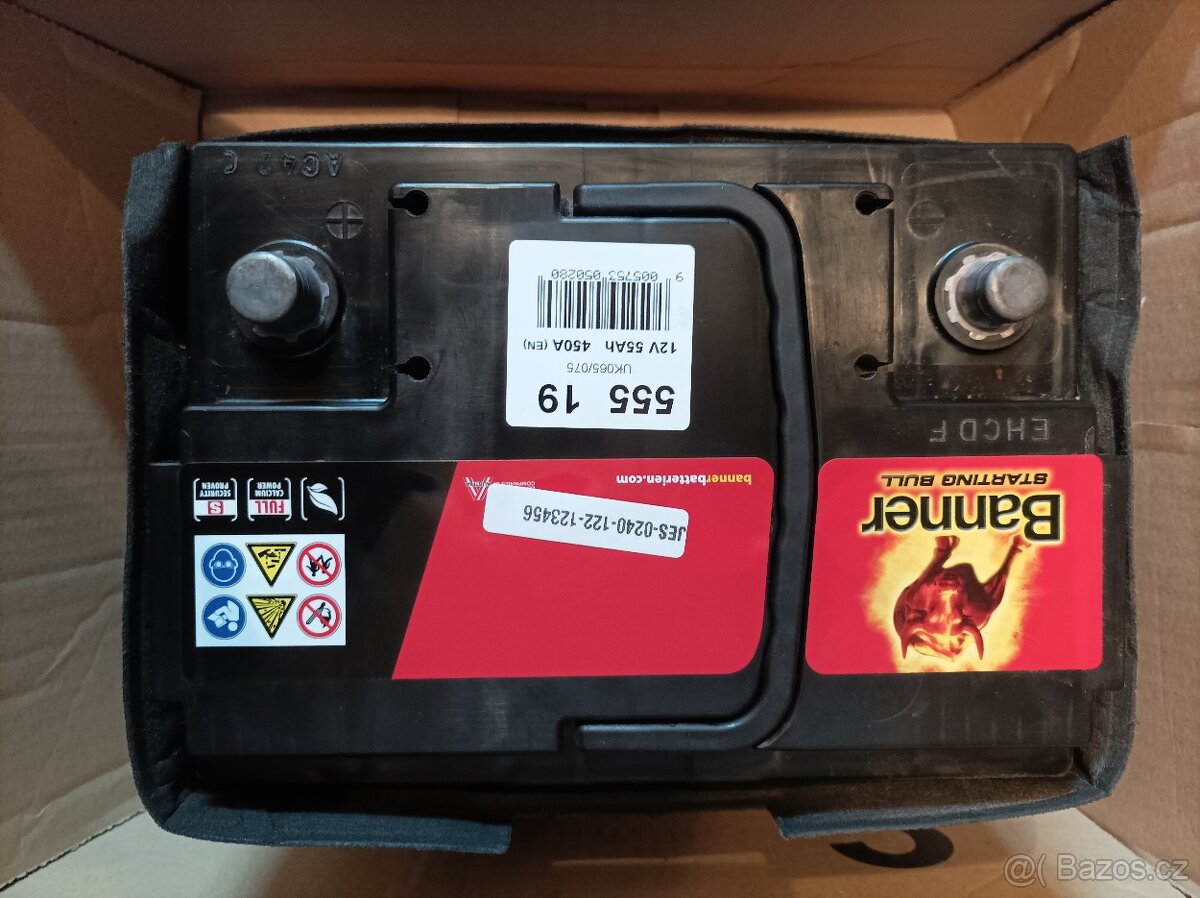 AC42C
555 19
UK065/075
12V 55Ah 450A (EN)
9 005753 050280
EHCD F
Banner
STARTING BULL
bannerbatterien.com
JES-0240-122-123456
FULL
CALCIUM
POWER
S
SECURITY
PROVEN
@( Bazos.cz